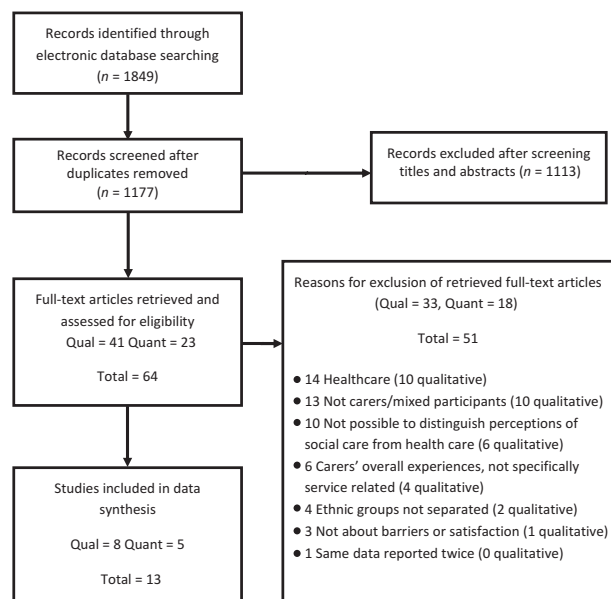 Records identified through
electronic database searching
(n = 1849)
Records screened after
duplicates removed
(n = 1177)
Records excluded after screening
titles and abstracts (n = 1113)
Full-text articles retrieved and
assessed for eligibility
Qual = 41 Quant = 23
Total = 64
Reasons for exclusion of retrieved full-text articles
(Qual = 33, Quant = 18)
Total = 51
● 14 Healthcare (10 qualitative)
● 13 Not carers/mixed participants (10 qualitative)
● 10 Not possible to distinguish perceptions of
social care from health care (6 qualitative)
● 6 Carers’ overall experiences, not specifically
service related (4 qualitative)
● 4 Ethnic groups not separated (2 qualitative)
● 3 Not about barriers or satisfaction (1 qualitative)
● 1 Same data reported twice (0 qualitative)
Studies included in data
synthesis
Qual = 8 Quant = 5
Total = 13